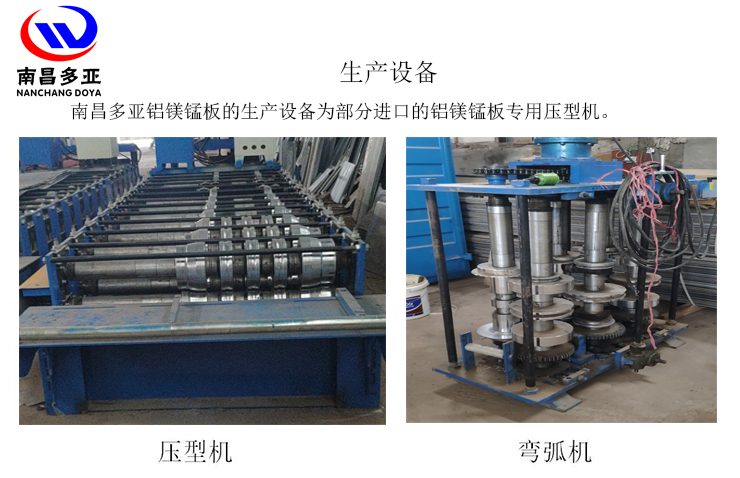 南昌多亚
NANCHANG DOYA
生产设备
南昌多亚铝镁锰板的生产设备为部分进口的铝镁锰板专用压型机。
压型机
弯弧机